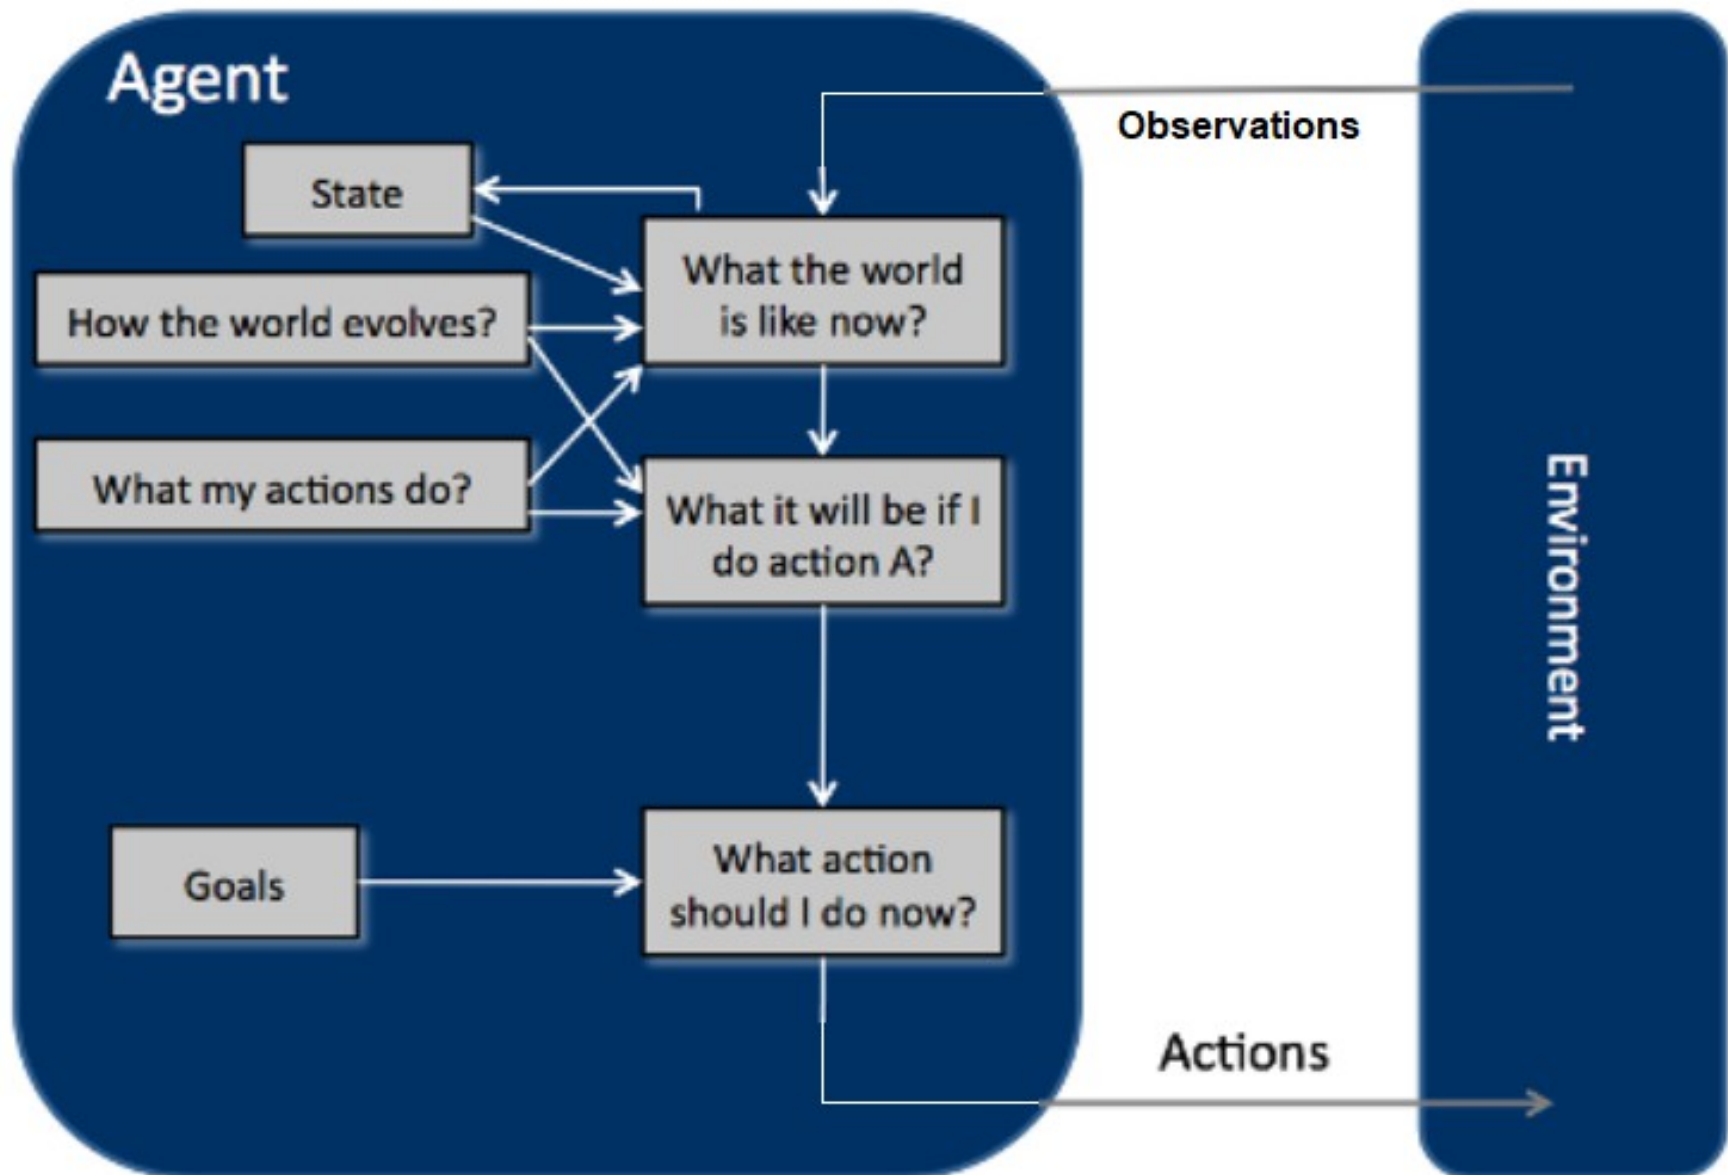 Agent
Observations
State
What the world
is like now?
How the world evolves?
What my actions do?
What it will be if I
do action A?
Environment
Goals
What action
should I do now?
Actions